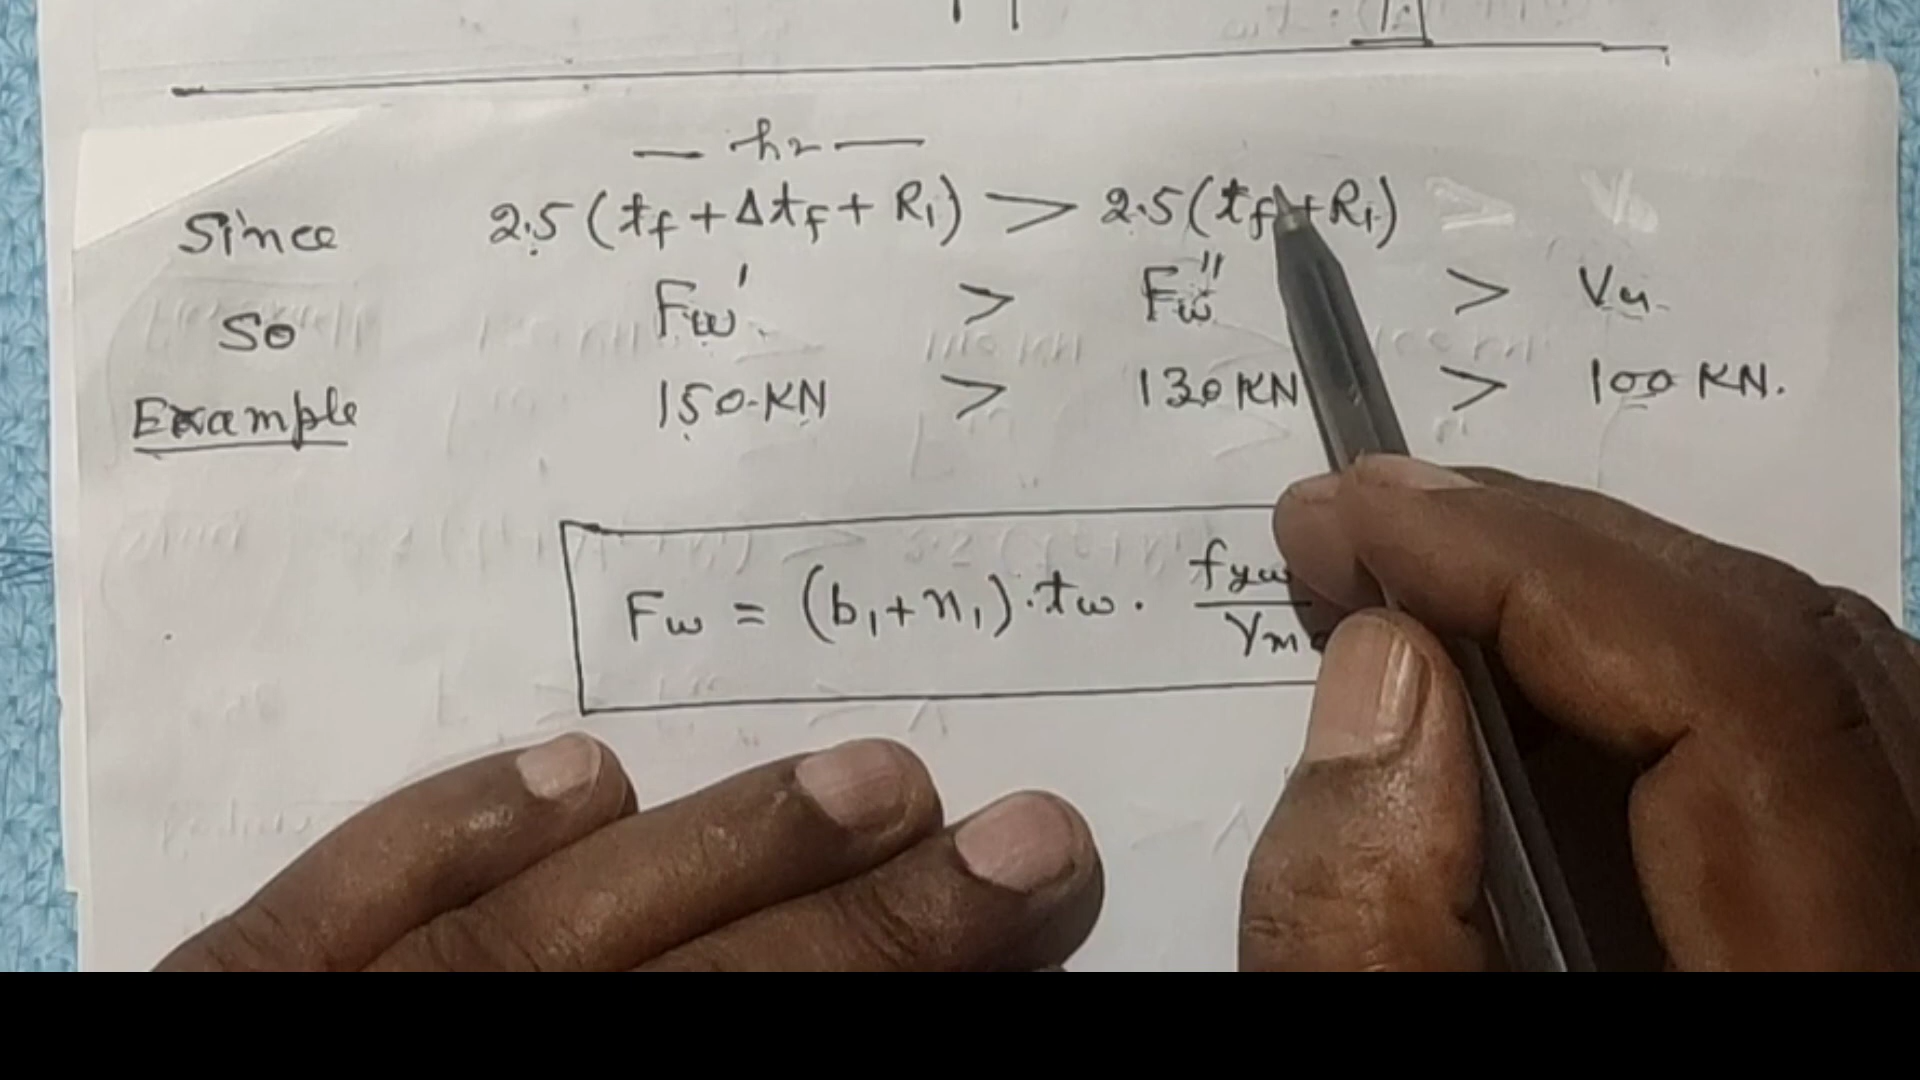 — h2 —
Since 2.5 (tf + Δtf + R1) > 2.5 (tf + R1)
So Fw' > Fw'' > Vu
Example 150 KN > 130 KN > 100 KN.
Fw = (b1 + n1) · tw · fyw / γm